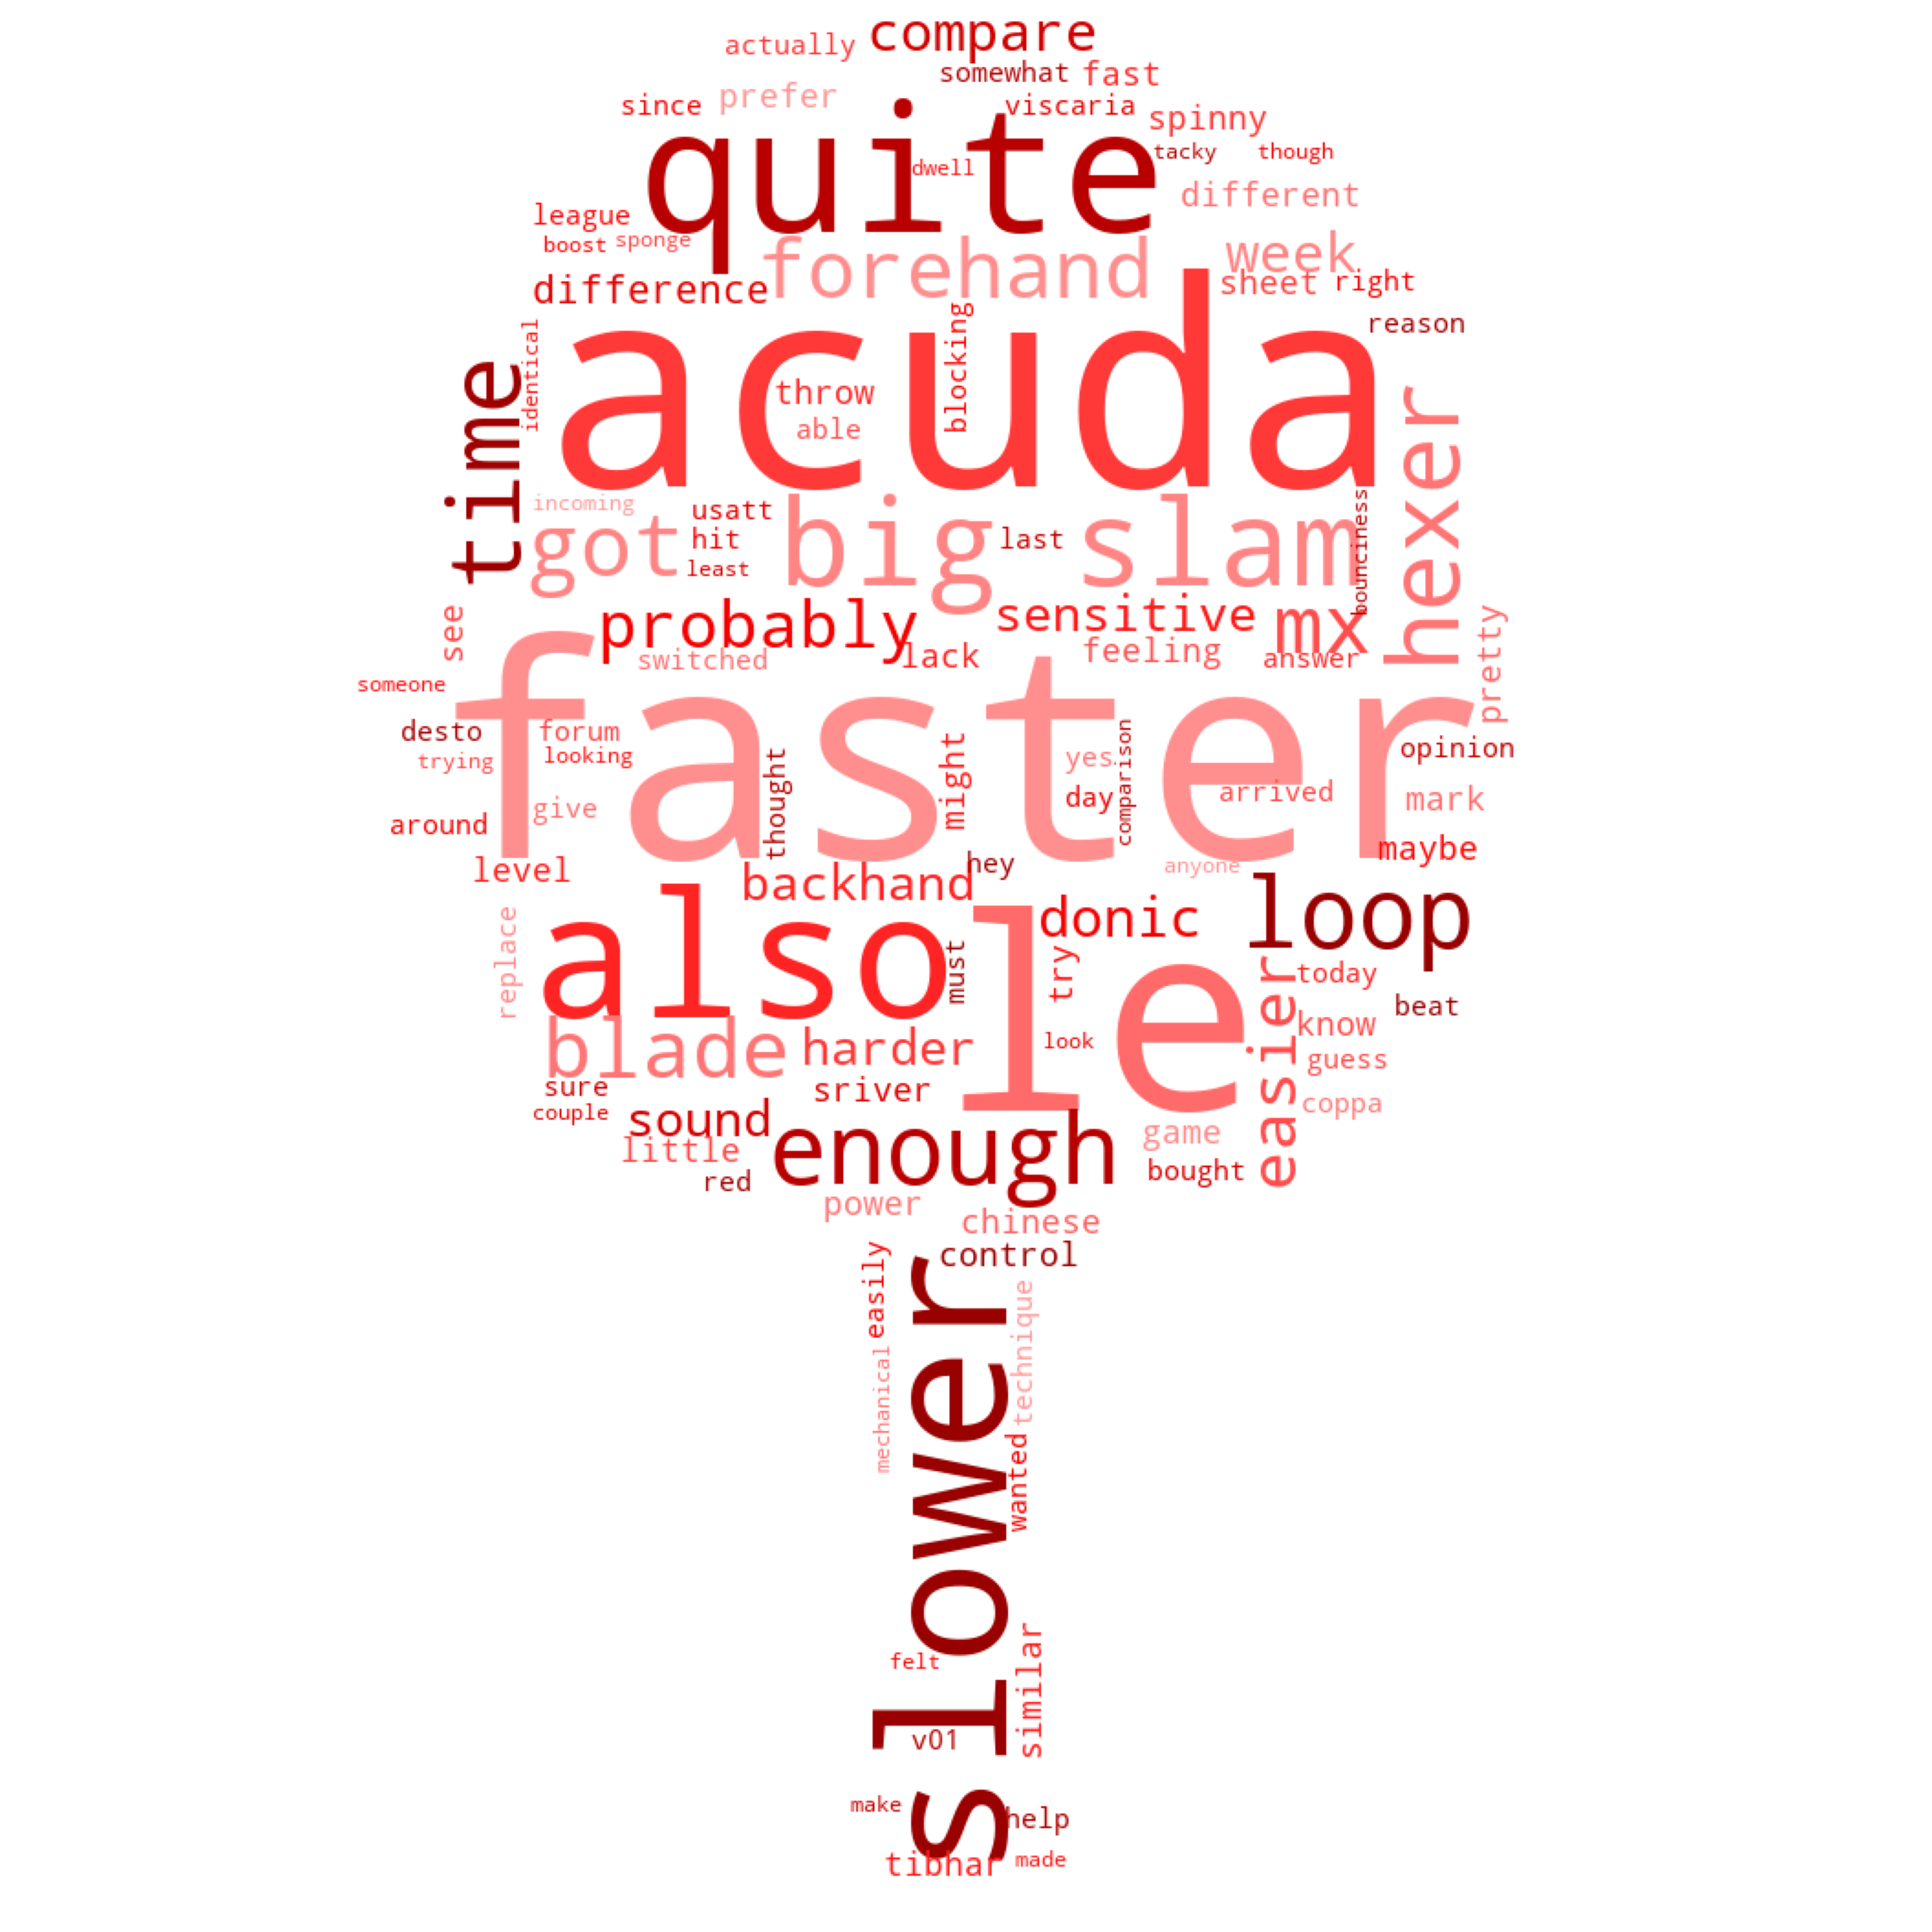 compare
actually
somewhat
fast
prefer
since
viscaria
spinny
quite
tacky
though
dwell
different
league
boost
sponge
forehand
week
difference
sheet
right
acuda
reason
identical
blocking
throw
able
time
hexer
incoming
got
usatt
hit
least
big
last
slam
bounciness
see
probably
sensitive
mx
switched
lack
feeling
answer
pretty
someone
faster
desto
forum
looking
trying
thought
might
yes
comparison
opinion
day
arrived
mark
around
give
maybe
level
backhand
hey
anyone
loop
replace
also
must
le
donic
try
easier
today
beat
know
look
blade
harder
guess
sure
couple
sriver
coppa
sound
little
enough
game
bought
red
power
chinese
control
easily
slower
technique
mechanical
wanted
felt
similar
v01
make
help
tibhar
made